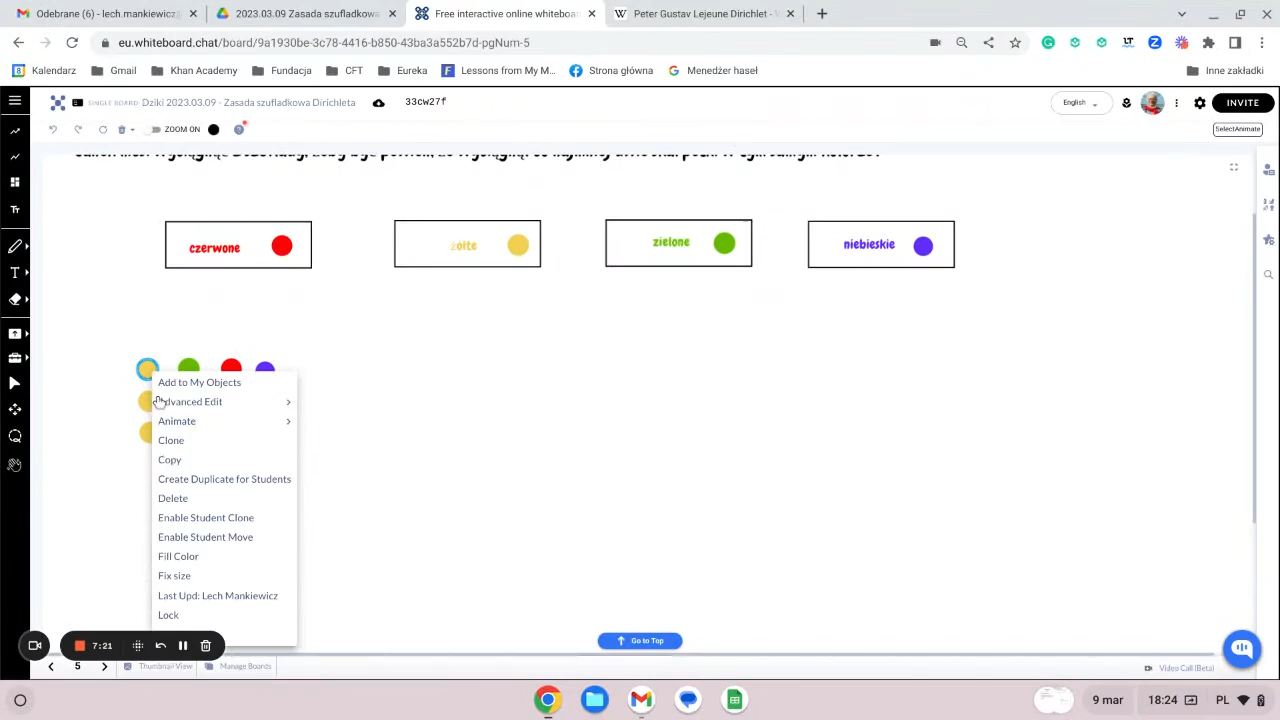 Odebrane (6) - lech.mankiewicz
2023.03.09 Zasada szufladkowa
Free interactive online whiteboa
Peter Gustav Lejeune Dirichlet - 
eu.whiteboard.chat/board/9a1930be-3c78-4416-b850-43ba3a552b7d-pgNum-5
Kalendarz
Gmail
Khan Academy
Fundacja
CFT
Eureka
Lessons from My M...
Strona główna
Menedżer haseł
Inne zakładki
SINGLE BOARD: Dziki 2023.03.09 - Zasada szufladkowa Dirichleta
33cw27f
English
INVITE
ZOOM ON
SelectAnimate
czerwone
żółte
zielone
niebieskie
Add to My Objects
Advanced Edit
Animate
Clone
Copy
Create Duplicate for Students
Delete
Enable Student Clone
Enable Student Move
Fill Color
Fix size
Last Upd: Lech Mankiewicz
Lock
7:21
Go to Top
5
Thumbnail View
Manage Boards
Video Call (Beta)
9 mar
18:26
PL